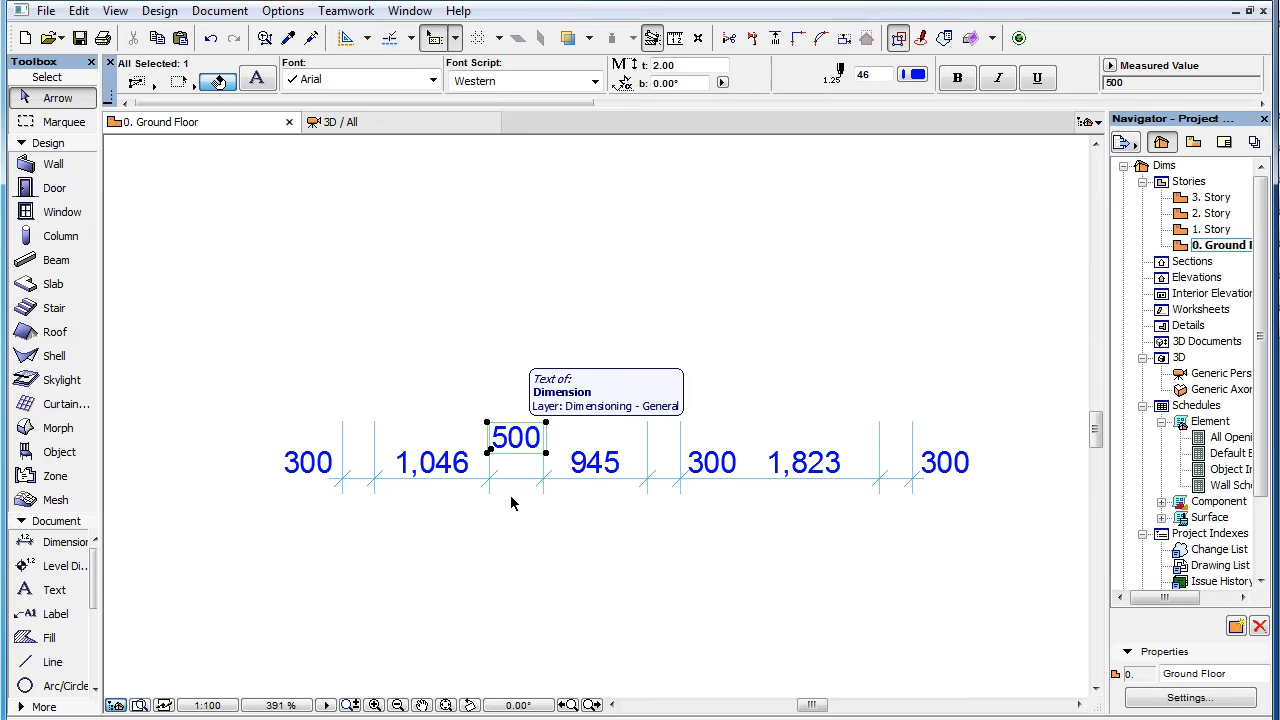 File Edit View Design Document Options Teamwork Window Help
Toolbox
Select
Arrow
Marquee
Design
Wall
Door
Window
Column
Beam
Slab
Stair
Roof
Shell
Skylight
Curtain...
Morph
Object
Zone
Mesh
Document
Dimension
Level Di...
Text
Label
Fill
Line
Arc/Circle
More
All Selected: 1
Font:
Arial
Font Script:
Western
t: 2.00
b: 0.00°
1.25
46
B I U
Measured Value
500
0. Ground Floor
3D / All
Text of:
Dimension
Layer: Dimensioning - General
500
300 1,046 945 300 1,823 300
1:100 391 % 0.00°
Navigator - Project ...
Dims
Stories
3. Story
2. Story
1. Story
0. Ground F
Sections
Elevations
Interior Elevation
Worksheets
Details
3D Documents
3D
Generic Pers
Generic Axon
Schedules
Element
All Openi
Default E
Object In
Wall Sche
Component
Surface
Project Indexes
Change List
Drawing List
Issue History
Properties
0. Ground Floor
Settings...